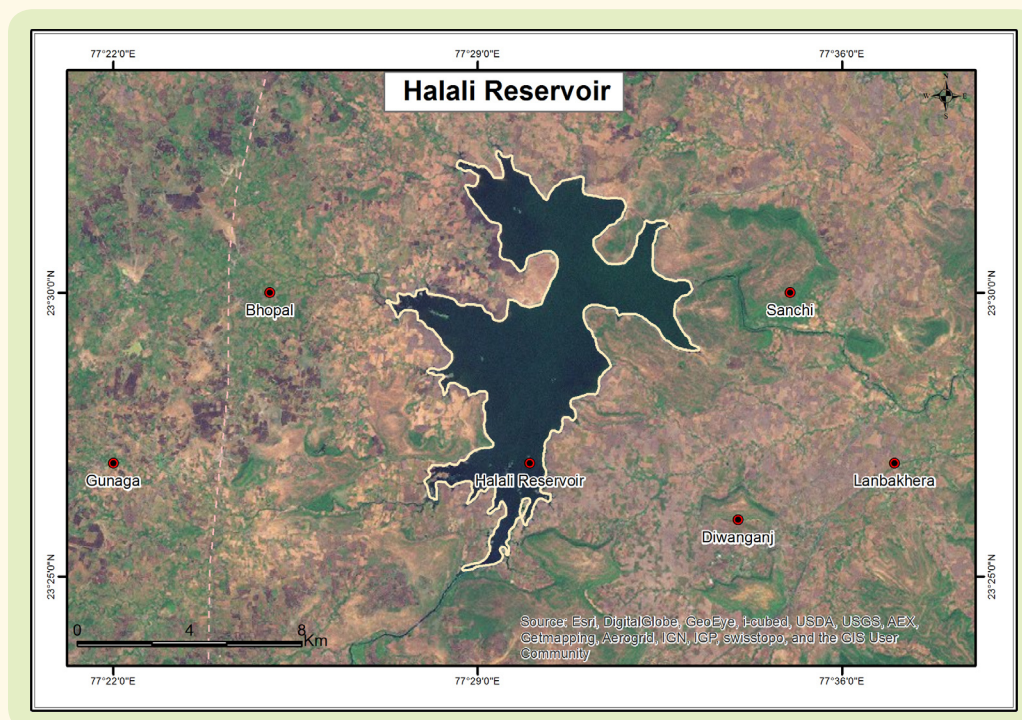 77°22'0"E 77°29'0"E 77°36'0"E
Halali Reservoir
N
W E
S
23°30'0"N 23°30'0"N
Bhopal Sanchi
Gunaga Halali Reservoir Lanbakhera
Diwanganj
23°25'0"N 23°25'0"N
Source: Esri, DigitalGlobe, GeoEye, i-cubed, USDA, USGS, AEX,
Getmapping, Aerogrid, IGN, IGP, swisstopo, and the GIS User
Community
0 4 8
Km
77°22'0"E 77°29'0"E 77°36'0"E